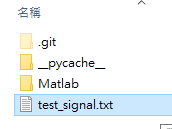 名稱
.git
__pycache__
Matlab
test_signal.txt